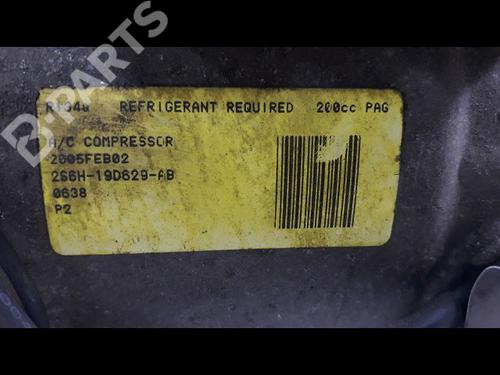 B-PARTS
R134a REFRIGERANT REQUIRED 200cc PAG
A/C COMPRESSOR
2005FEB02
2S6H-19D629-AB
0638
P2